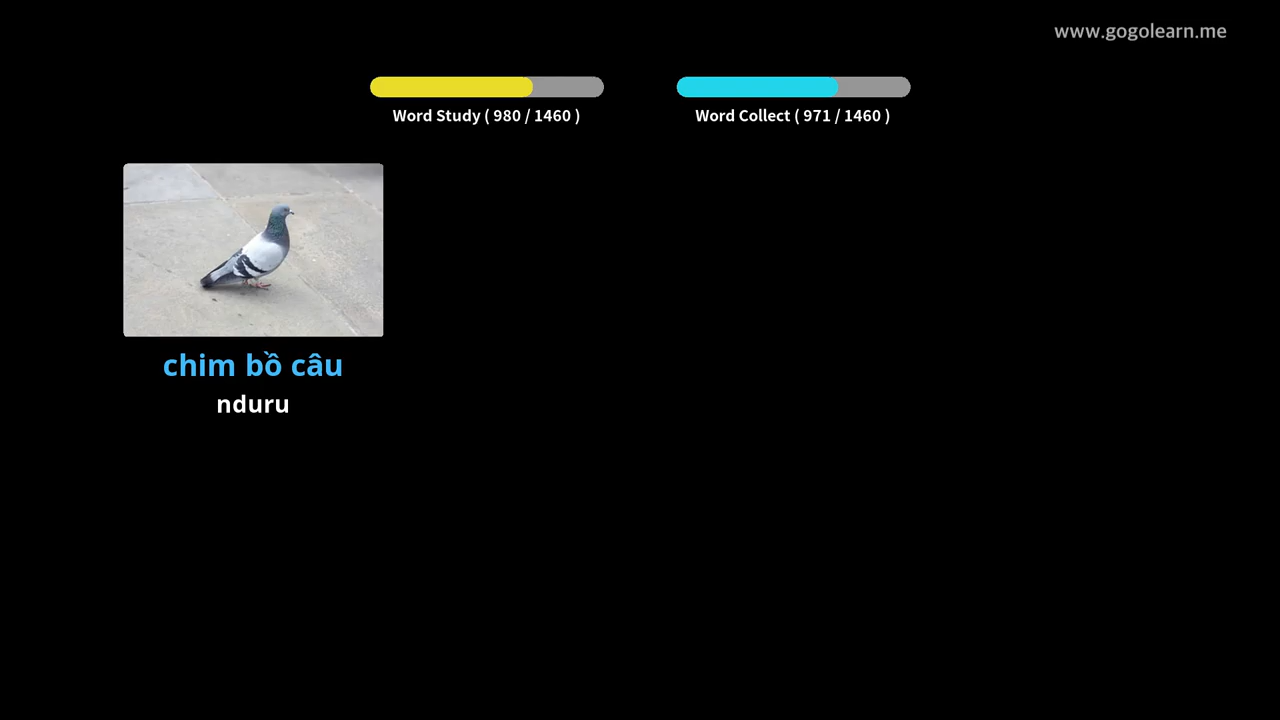 www.gogolearn.me
Word Study ( 980 / 1460 )
Word Collect ( 971 / 1460 )
chim bồ câu
nduru